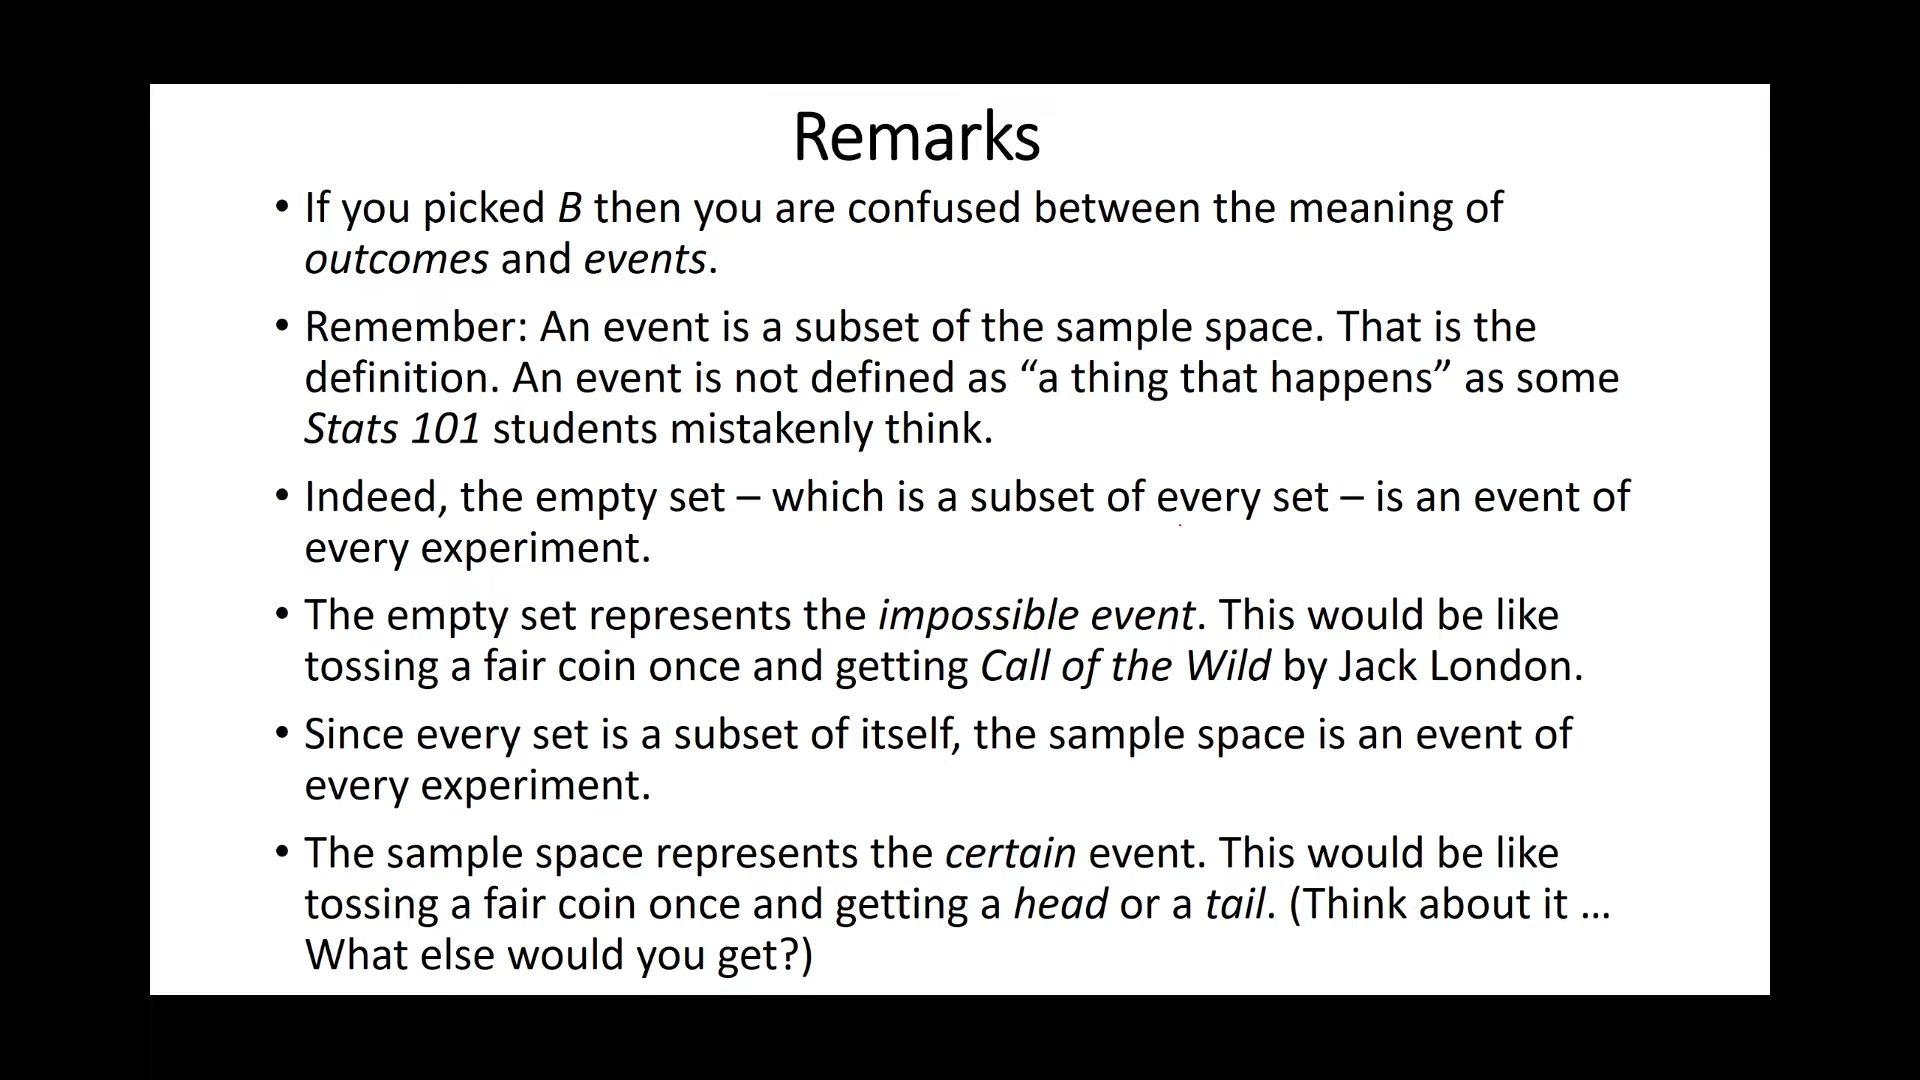 Remarks
• If you picked B then you are confused between the meaning of
outcomes and events.
• Remember: An event is a subset of the sample space. That is the
definition. An event is not defined as “a thing that happens” as some
Stats 101 students mistakenly think.
• Indeed, the empty set – which is a subset of every set – is an event of
every experiment.
• The empty set represents the impossible event. This would be like
tossing a fair coin once and getting Call of the Wild by Jack London.
• Since every set is a subset of itself, the sample space is an event of
every experiment.
• The sample space represents the certain event. This would be like
tossing a fair coin once and getting a head or a tail. (Think about it …
What else would you get?)